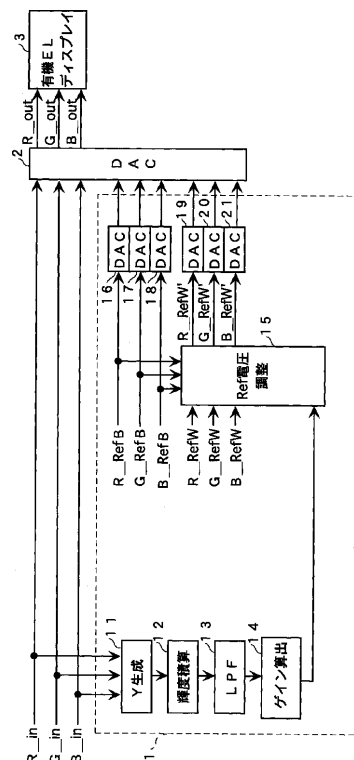 R_in
G_in
B_in
1
Y生成
11
輝度積算
12
LPF
13
ゲイン算出
14
R_RefB
G_RefB
B_RefB
R_RefW
G_RefW
B_RefW
Ref電圧
調整
15
R_RefW'
G_RefW'
B_RefW'
16
DAC
17
DAC
18
DAC
19
DAC
20
DAC
21
DAC
2
DAC
R_out
G_out
B_out
3
有機EL
ディスプレイ